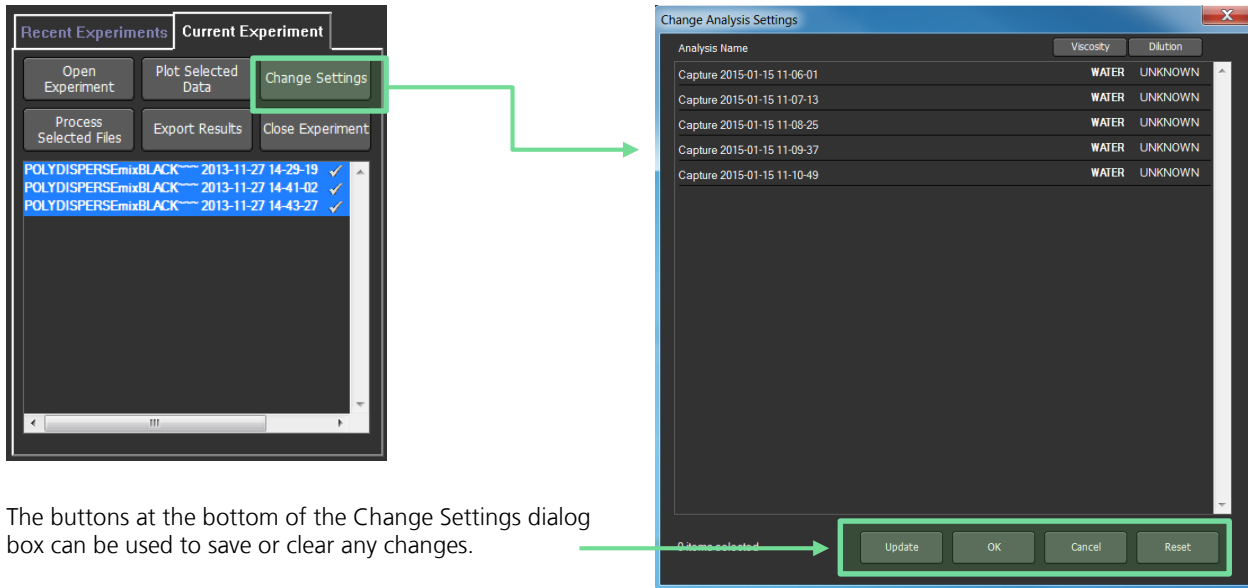 Recent Experiments Current Experiment
Open Experiment
Plot Selected Data
Change Settings
Process Selected Files
Export Results
Close Experiment
POLYDISPERSEmixBLACK~~~ 2013-11-27 14-29-19 ✓
POLYDISPERSEmixBLACK~~~ 2013-11-27 14-41-02 ✓
POLYDISPERSEmixBLACK~~~ 2013-11-27 14-43-27 ✓
The buttons at the bottom of the Change Settings dialog
box can be used to save or clear any changes.
Change Analysis Settings X
Analysis Name Viscosity Dilution
Capture 2015-01-15 11-06-01 WATER UNKNOWN
Capture 2015-01-15 11-07-13 WATER UNKNOWN
Capture 2015-01-15 11-08-25 WATER UNKNOWN
Capture 2015-01-15 11-09-37 WATER UNKNOWN
Capture 2015-01-15 11-10-49 WATER UNKNOWN
0 items selected Update OK Cancel Reset